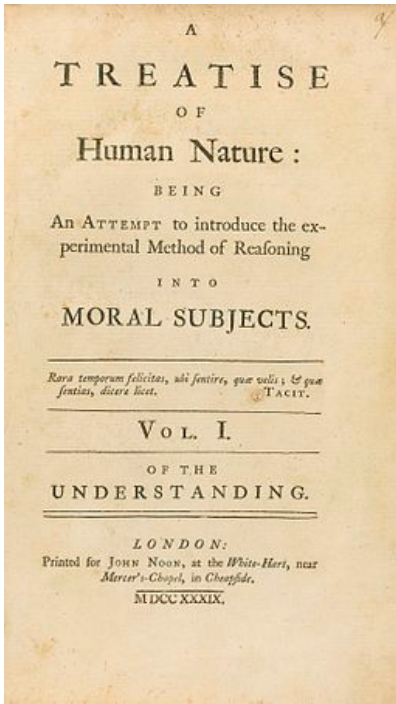 A
TREATISE
OF
Human Nature:
BEING
An ATTEMPT to introduce the ex-
perimental Method of Reaſoning
INTO
MORAL SUBJECTS.
Rara temporum felicitas, ubi ſentire, quæ velis; & quæ
ſentias, dicere licet. TACIT.
VOL. I.
OF THE
UNDERSTANDING.
LONDON:
Printed for JOHN NOON, at the White-Hart, near
Mercer's-Chapel, in Cheapſide.
MDCCXXXIX.